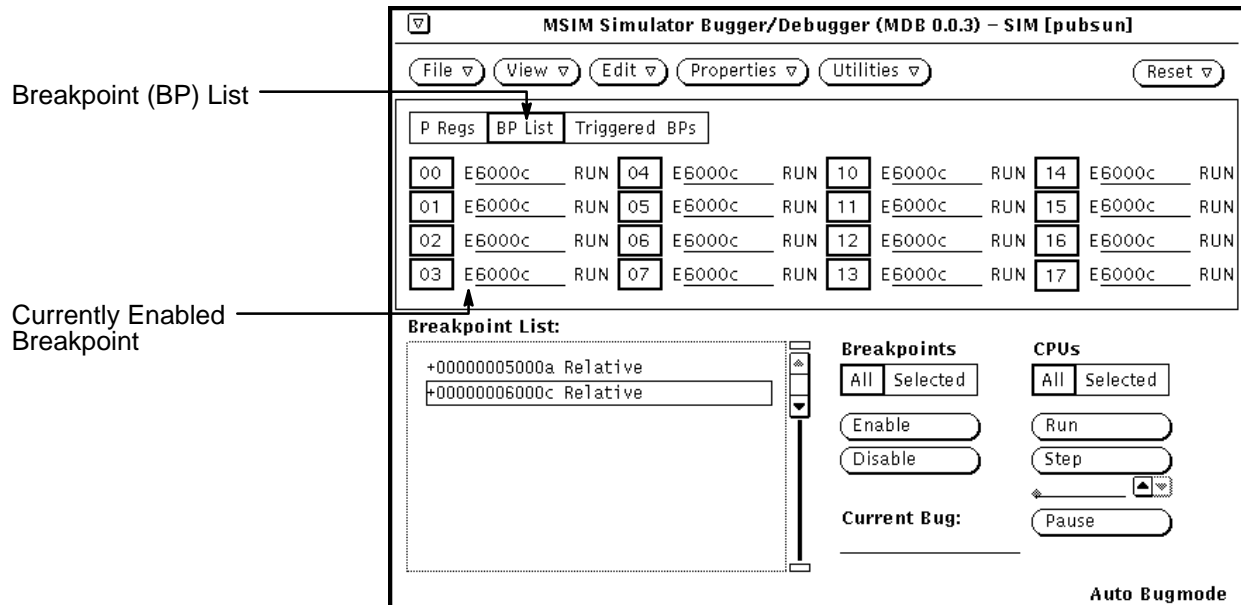 MSIM Simulator Bugger/Debugger (MDB 0.0.3) – SIM [pubsun]
File View Edit Properties Utilities Reset
Breakpoint (BP) List
P Regs BP List Triggered BPs
00 E6000c RUN 04 E6000c RUN 10 E6000c RUN 14 E6000c RUN
01 E6000c RUN 05 E6000c RUN 11 E6000c RUN 15 E6000c RUN
02 E6000c RUN 06 E6000c RUN 12 E6000c RUN 16 E6000c RUN
03 E6000c RUN 07 E6000c RUN 13 E6000c RUN 17 E6000c RUN
Currently Enabled
Breakpoint
Breakpoint List:
+00000005000a Relative
+00000006000c Relative
Breakpoints
All Selected
Enable
Disable
Current Bug:
CPUs
All Selected
Run
Step
Pause
Auto Bugmode